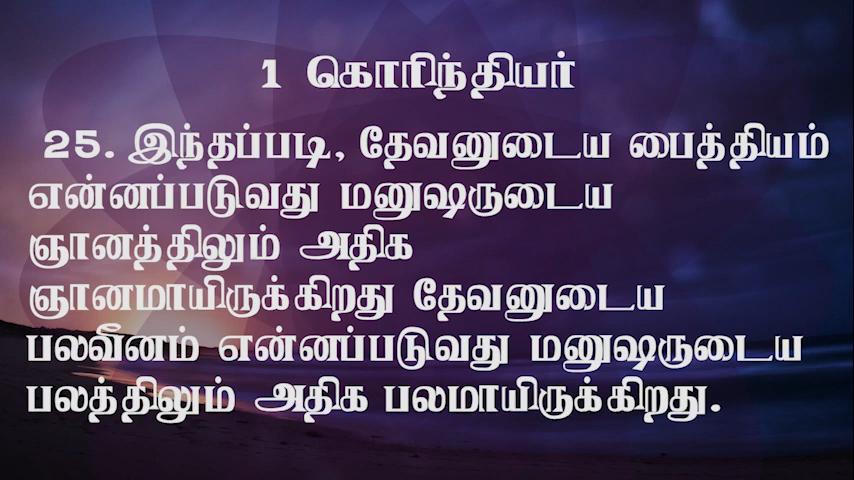 1 கொரிந்தியர்
25. இந்தப்படி, தேவனுடைய பைத்தியம்
என்னப்படுவது மனுஷருடைய
ஞானத்திலும் அதிக
ஞானமாயிருக்கிறது தேவனுடைய
பலவீனம் என்னப்படுவது மனுஷருடைய
பலத்திலும் அதிக பலமாயிருக்கிறது.